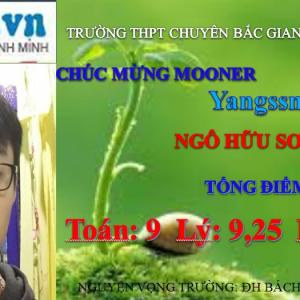 .vn
NH MINH
TRƯỜNG THPT CHUYÊN BẮC GIAN
CHÚC MỪNG MOONER
Yangssn
NGÔ HỮU SO
TỔNG ĐIỂM
Toán: 9 Lý: 9,25
NGUYỆN VỌNG TRƯỜNG: ĐH BÁCH